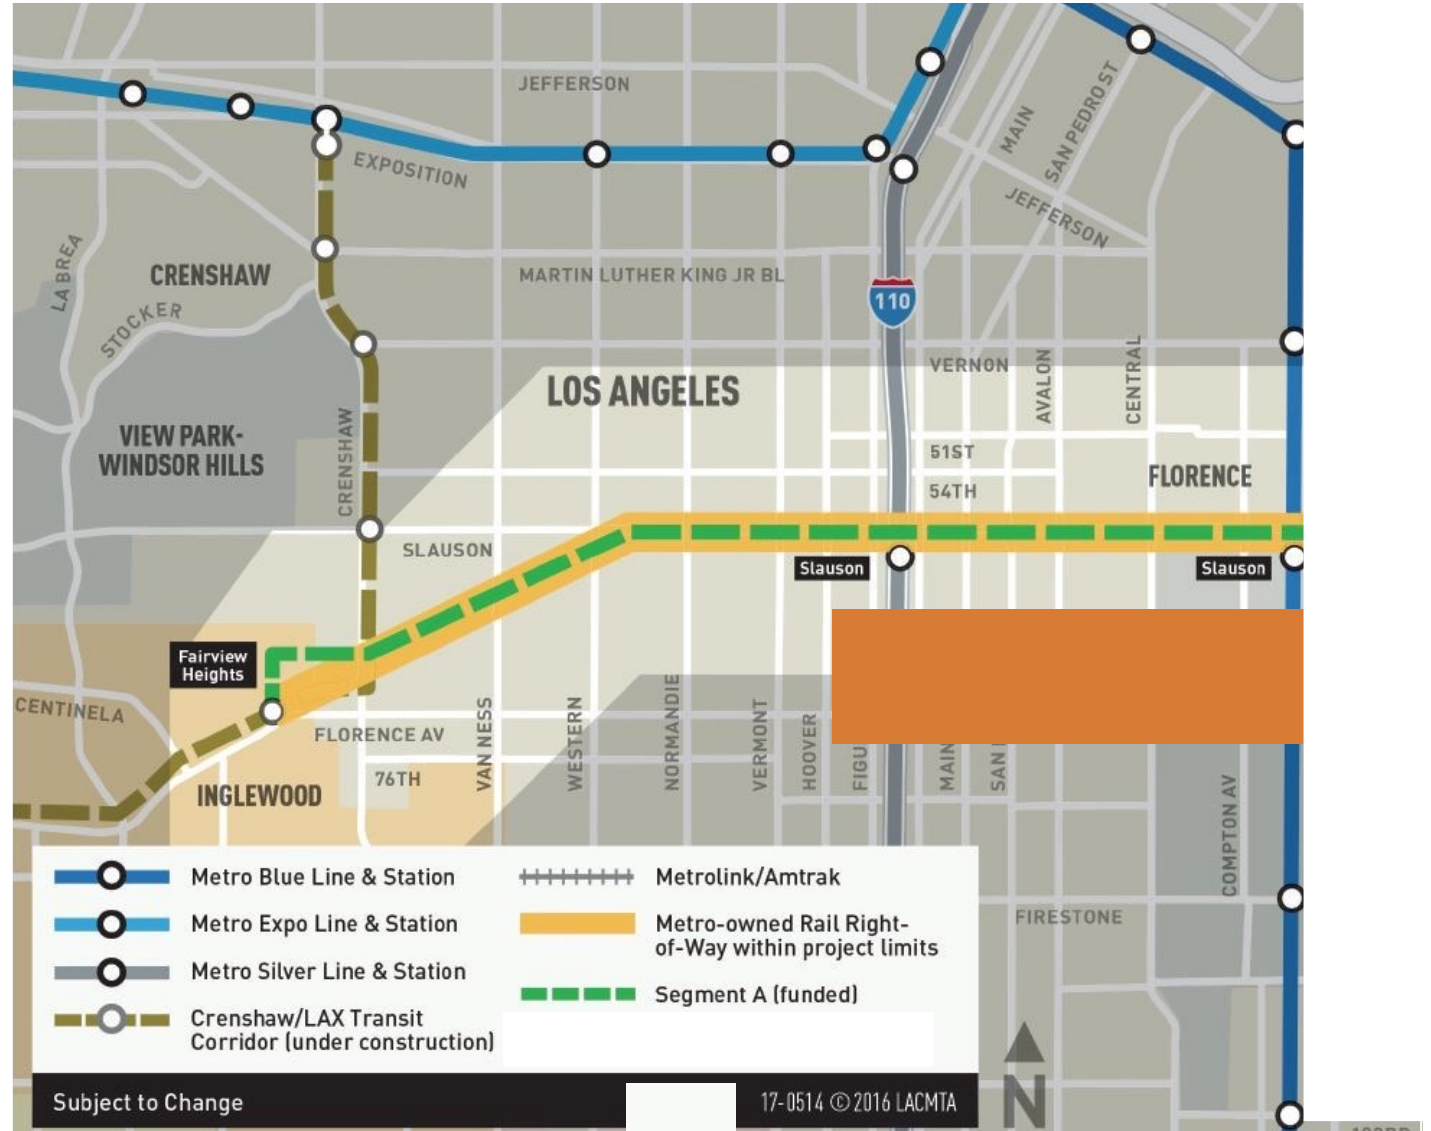 JEFFERSON
MAIN
SAN PEDRO ST
EXPOSITION
JEFFERSON
LA BREA
CRENSHAW
STOCKER
MARTIN LUTHER KING JR BL
110
VERNON
AVALON
CENTRAL
LOS ANGELES
VIEW PARK-
WINDSOR HILLS
CRENSHAW
51ST
54TH
FLORENCE
SLAUSON
Slauson
Slauson
Fairview
Heights
CENTINELA
FLORENCE AV
76TH
VAN NESS
WESTERN
NORMANDIE
VERMONT
HOOVER
FIGU
MAIN
SAN
COMPTON AV
INGLEWOOD
FIRESTONE
Metro Blue Line & Station
Metro Expo Line & Station
Metro Silver Line & Station
Crenshaw/LAX Transit
Corridor (under construction)
Metrolink/Amtrak
Metro-owned Rail Right-
of-Way within project limits
Segment A (funded)
N
Subject to Change
17-0514 © 2016 LACMTA